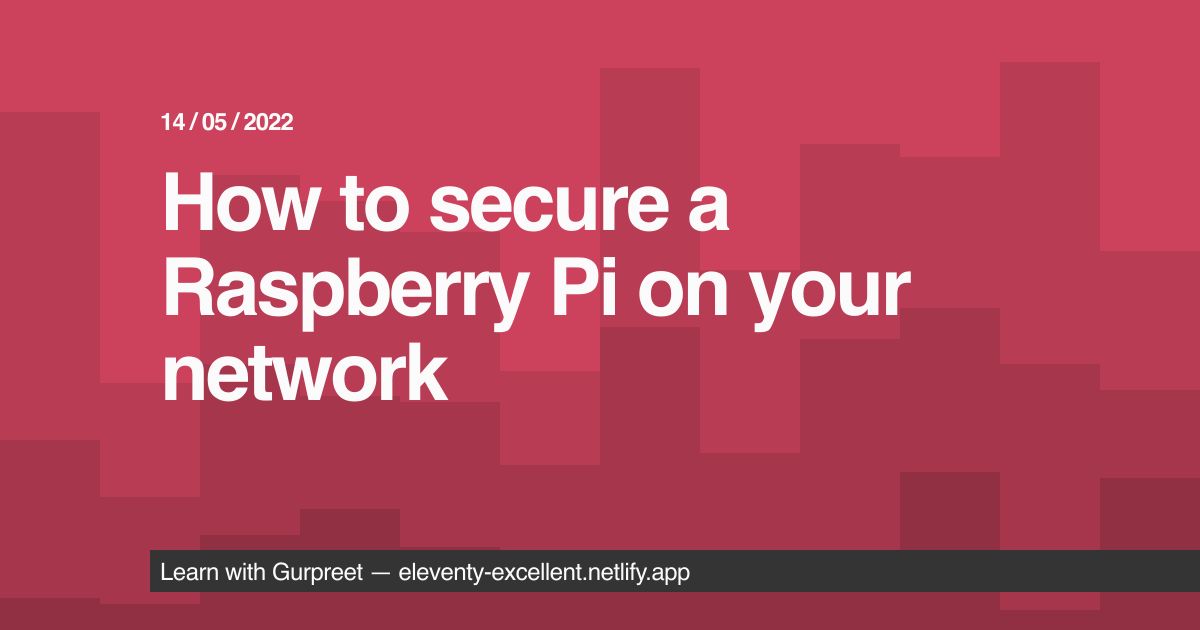 14 / 05 / 2022
How to secure a
Raspberry Pi on your
network
Learn with Gurpreet — eleventy-excellent.netlify.app